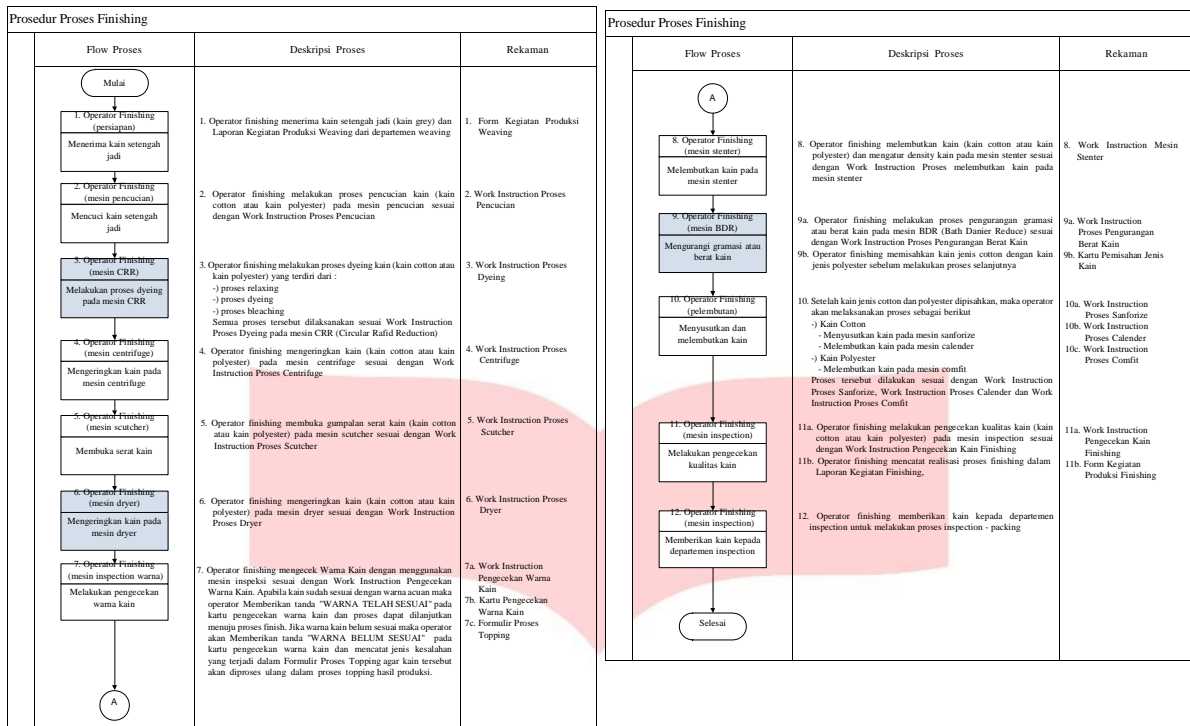 Prosedur Proses Finishing
Flow Proses
Deskripsi Proses
Rekaman
Mulai
1. Operator Finishing
(persiapan)
Menerima kain setengah
jadi
1. Operator finishing menerima kain setengah jadi (kain grey) dan
Laporan Kegiatan Produksi Weaving dari departemen weaving
1. Form Kegiatan Produksi
Weaving
2. Operator Finishing
(mesin pencucian)
Mencuci kain setengah
jadi
2. Operator finishing melakukan proses pencucian kain (kain
cotton atau kain polyester) pada mesin pencucian sesuai
dengan Work Instruction Proses Pencucian
2. Work Instruction Proses
Pencucian
3. Operator Finishing
(mesin CRR)
Melakukan proses dyeing
pada mesin CRR
3. Operator finishing melakukan proses dyeing kain (kain cotton atau
kain polyester) yang terdiri dari :
-) proses relaxing
-) proses dyeing
-) proses bleaching
Semua proses tersebut dilaksanakan sesuai Work Instruction
Proses Dyeing pada mesin CRR (Circular Rafid Reduction)
3. Work Instruction Proses
Dyeing
4. Operator Finishing
(mesin centrifuge)
Mengeringkan kain pada
mesin centrifuge
4. Operator finishing mengeringkan kain (kain cotton atau kain
polyester) pada mesin centrifuge sesuai dengan Work
Instruction Proses Centrifuge
4. Work Instruction Proses
Centrifuge
5. Operator Finishing
(mesin scutcher)
Membuka serat kain
5. Operator finishing membuka gumpalan serat kain (kain cotton
atau kain polyester) pada mesin scutcher sesuai dengan Work
Instruction Proses Scutcher
5. Work Instruction Proses
Scutcher
6. Operator Finishing
(mesin dryer)
Mengeringkan kain pada
mesin dryer
6. Operator finishing mengeringkan kain (kain cotton atau kain
polyester) pada mesin dryer sesuai dengan Work Instruction
Proses Dryer
6. Work Instruction Proses
Dryer
7. Operator Finishing
(mesin inspection warna)
Melakukan pengecekan
warna kain
7. Operator finishing mengecek Warna Kain dengan menggunakan
mesin inspeksi sesuai dengan Work Instruction Pengecekan
Warna Kain. Apabila kain sudah sesuai dengan warna acuan maka
operator Memberikan tanda "WARNA TELAH SESUAI" pada
kartu pengecekan warna kain dan proses dapat dilanjutkan
menuju proses finish. Jika warna kain belum sesuai maka operator
akan Memberikan tanda "WARNA BELUM SESUAI" pada
kartu pengecekan warna kain dan mencatat jenis kesalahan
yang terjadi dalam Formulir Proses Topping agar kain tersebut
akan diproses ulang dalam proses topping hasil produksi.
7a. Work Instruction
Pengecekan Warna
Kain
7b. Kartu Pengecekan
Warna Kain
7c. Formulir Proses
Topping
A
Prosedur Proses Finishing
Flow Proses
Deskripsi Proses
Rekaman
A
8. Operator Finishing
(mesin stenter)
Melembutkan kain pada
mesin stenter
8. Operator finishing melembutkan kain (kain cotton atau kain
polyester) dan mengatur density kain pada mesin stenter sesuai
dengan Work Instruction Proses melembutkan kain pada
mesin stenter
8. Work Instruction Mesin
Stenter
9. Operator Finishing
(mesin BDR)
Mengurangi gramasi atau
berat kain
9a. Operator finishing melakukan proses pengurangan gramasi
atau berat kain pada mesin BDR (Bath Danier Reduce) sesuai
dengan Work Instruction Proses Pengurangan Berat Kain
9b. Operator finishing memisahkan kain jenis cotton dengan kain
jenis polyester sebelum melakukan proses selanjutnya
9a. Work Instruction
Proses Pengurangan
Berat Kain
9b. Kartu Pemisahan Jenis
Kain
10. Operator Finishing
(pelembutan)
Menyusutkan dan
melembutkan kain
10. Setelah kain jenis cotton dan polyester dipisahkan, maka operator
akan melaksanakan proses sebagai berikut
-) Kain Cotton
- Menyusutkan kain pada mesin sanforize
- Melembutkan kain pada mesin calender
-) Kain Polyester
- Melembutkan kain pada mesin comfit
Proses tersebut dilakukan sesuai dengan Work Instruction
Proses Sanforize, Work Instruction Proses Calender dan Work
Instruction Proses Comfit
10a. Work Instruction
Proses Sanforize
10b. Work Instruction
Proses Calender
10c. Work Instruction
Proses Comfit
11. Operator Finishing
(mesin inspection)
Melakukan pengecekan
kualitas kain
11a. Operator finishing melakukan pengecekan kualitas kain (kain
cotton atau kain polyester) pada mesin inspection sesuai
dengan Work Instruction Pengecekan Kain Finishing
11b. Operator finishing mencatat realisasi proses finishing dalam
Laporan Kegiatan Finishing,
11a. Work Instruction
Pengecekan Kain
Finishing
11b. Form Kegiatan
Produksi Finishing
12. Operator Finishing
(mesin inspection)
Memberikan kain kepada
departemen inspection
12. Operator finishing memberikan kain kepada departemen
inspection untuk melakukan proses inspection - packing
Selesai